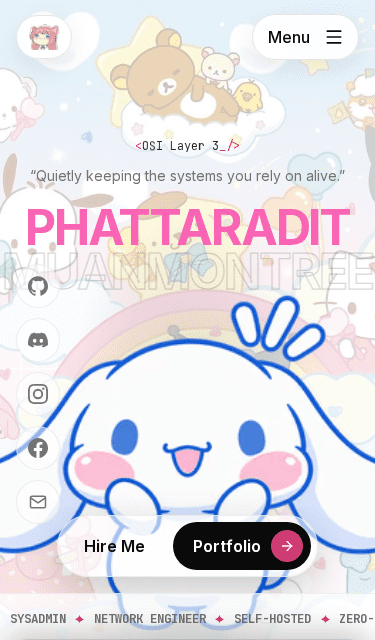 Menu
<OSI Layer 3_/>
“Quietly keeping the systems you rely on alive.”
PHATTARADIT
MUANMONTREE
Hire Me
Portfolio
SYSADMIN ✦ NETWORK ENGINEER ✦ SELF-HOSTED ✦ ZERO-